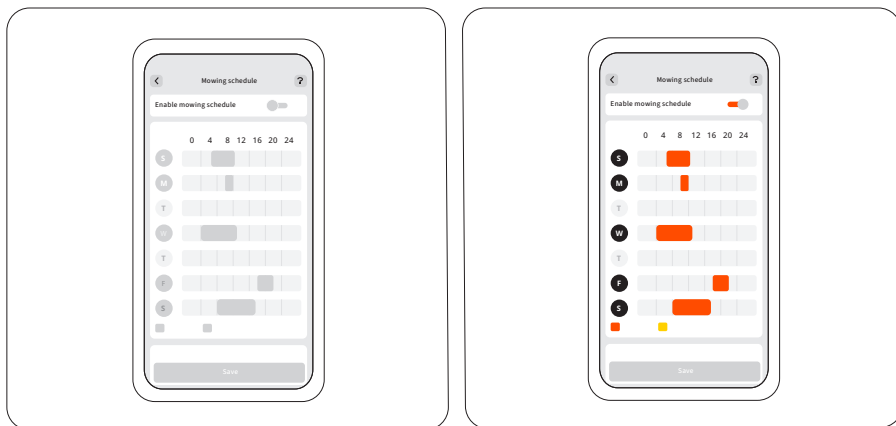 Mowing schedule ?
Enable mowing schedule
0 4 8 12 16 20 24
S
M
T
W
T
F
S
Save
Mowing schedule ?
Enable mowing schedule
0 4 8 12 16 20 24
S
M
T
W
T
F
S
Save